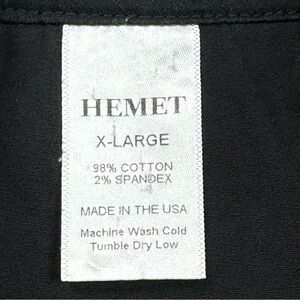 HEMET
X-LARGE
98% COTTON
2% SPANDEX
MADE IN THE USA
Machine Wash Cold
Tumble Dry Low